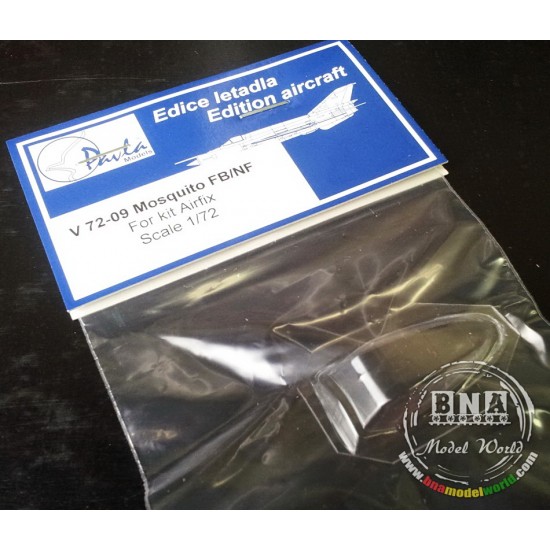 Edice letadla
Edition aircraft
Pavla
Models
V 72-09 Mosquito FB/NF
For kit Airfix
Scale 1/72
BNA
Model World
www.bnamodelworld.com